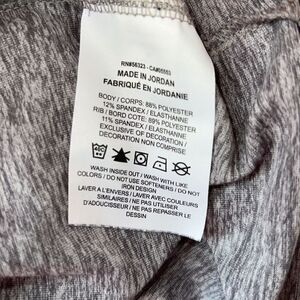 RN#56323 - CA#05553
MADE IN JORDAN
FABRIQUÉ EN JORDANIE
BODY / CORPS: 88% POLYESTER
12% SPANDEX / ELASTHANNE
RIB / BORD COTE: 89% POLYESTER
11% SPANDEX / ELASTHANNE
EXCLUSIVE OF DECORATION /
DECORATION NON COMPRISE
WASH INSIDE OUT / WASH WITH LIKE
COLORS / DO NOT USE SOFTENERS / DO NOT
IRON DESIGN
LAVER A L'ENVERS / LAVER AVEC COULEURS
SIMILAIRES / NE PAS UTILISER
D'ADOUCISSEUR / NE PAS REPASSER LE
DESSIN